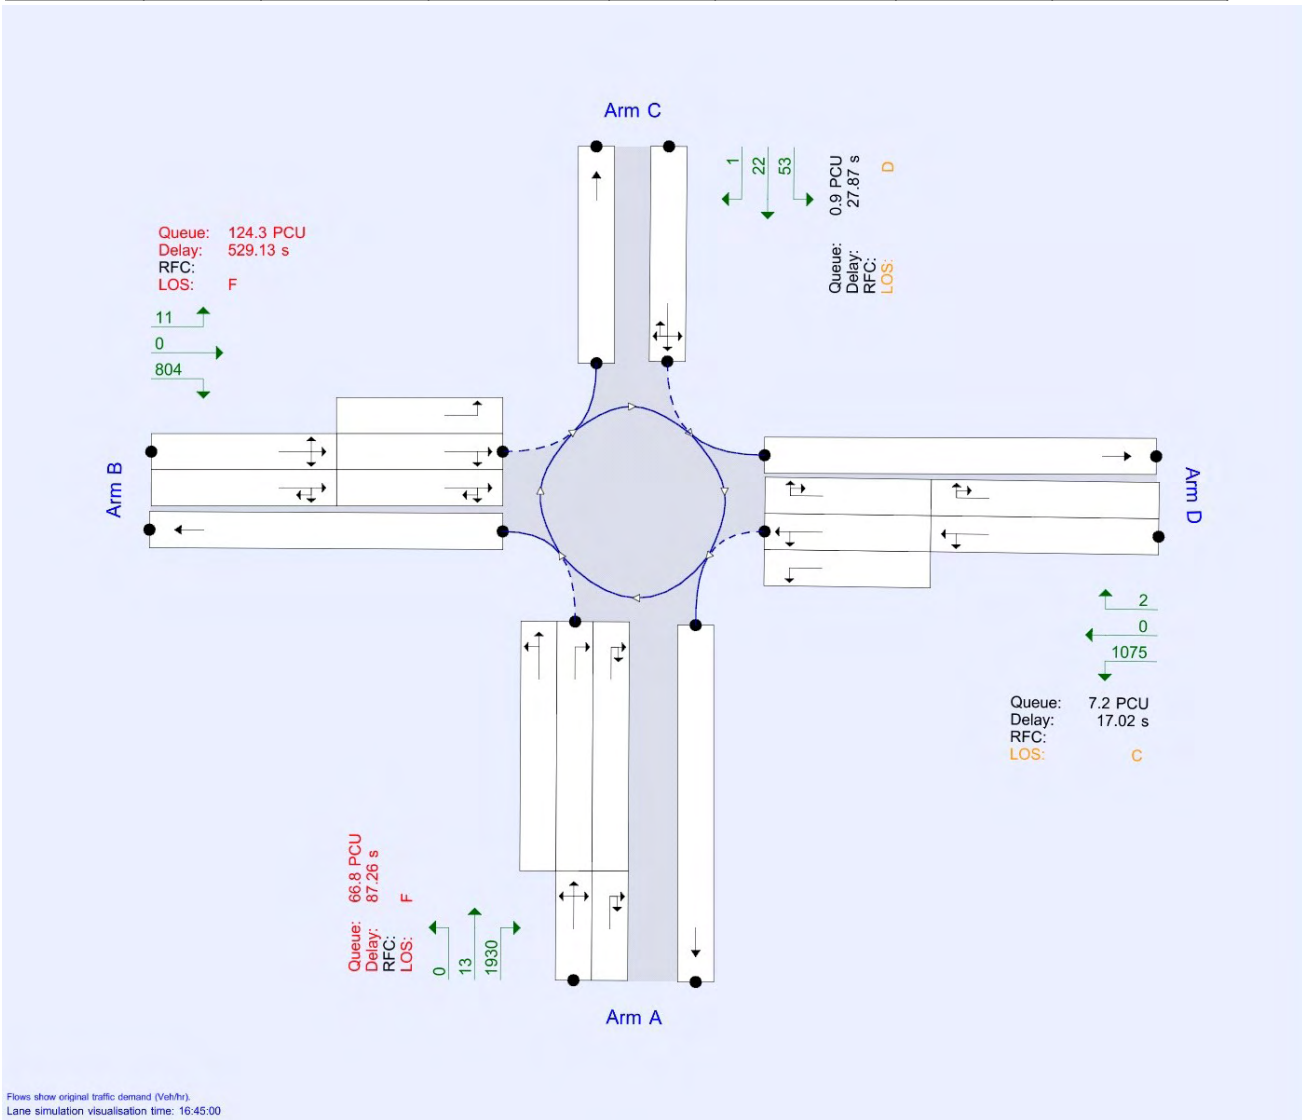 Arm C
1
22
53
Queue: 0.9 PCU
Delay: 27.87 s
RFC:
LOS: D
Queue: 124.3 PCU
Delay: 529.13 s
RFC:
LOS: F
11
0
804
Arm B
Arm D
2
0
1075
Queue: 7.2 PCU
Delay: 17.02 s
RFC:
LOS: C
Queue: 66.8 PCU
Delay: 87.26 s
RFC:
LOS: F
0
13
1930
Arm A
Flows show original traffic demand (Veh/hr).
Lane simulation visualisation time: 16:45:00